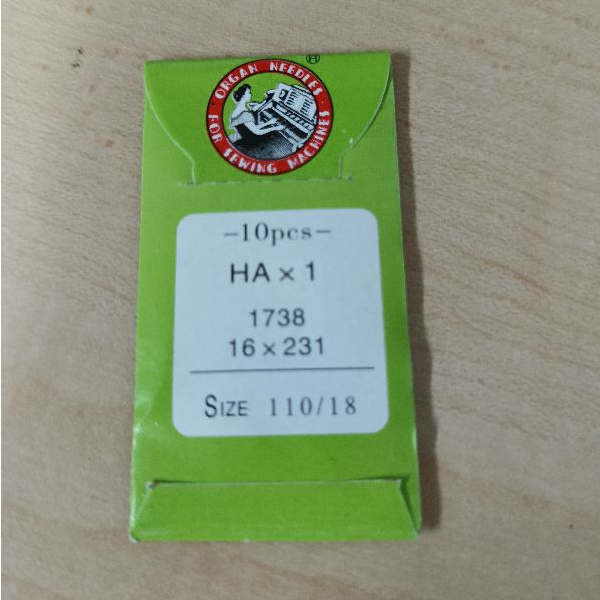 ORGAN NEEDLES
FOR SEWING MACHINES
H
-10pcs-
HA × 1
1738
16 × 231
SIZE 110/18